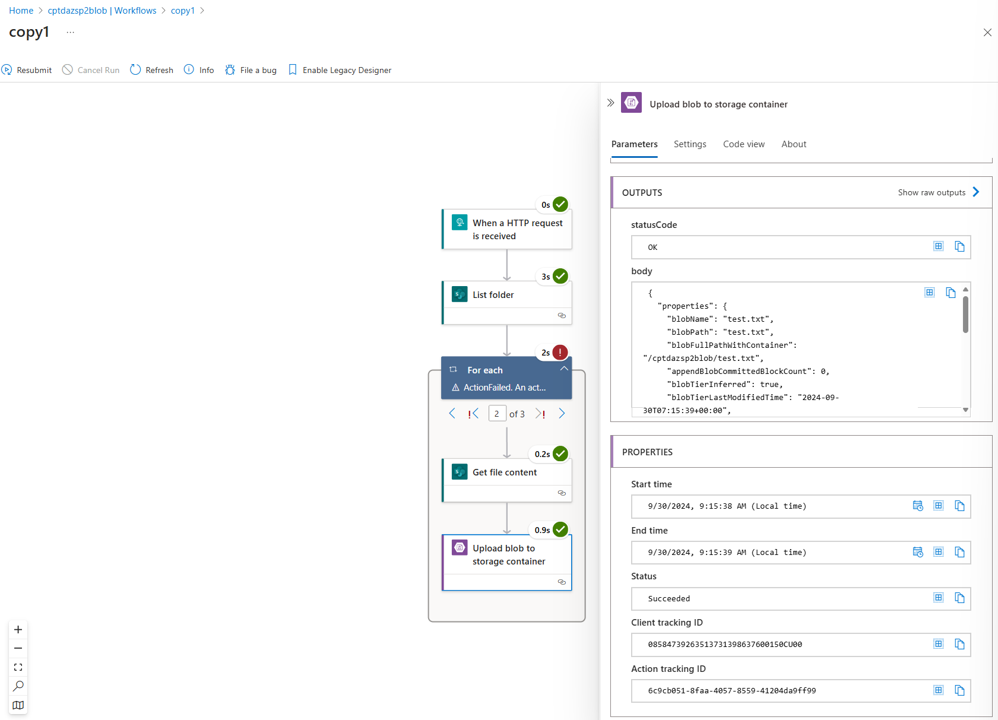 Home > cptdazsp2blob | Workflows > copy1 >
copy1 ...
Resubmit Cancel Run Refresh Info File a bug Enable Legacy Designer
0s
When a HTTP request
is received
3s
List folder
2s
For each
ActionFailed. An act...
2 of 3
0.2s
Get file content
0.9s
Upload blob to
storage container
Upload blob to storage container
Parameters Settings Code view About
OUTPUTS Show raw outputs
statusCode
OK
body
{
"properties": {
"blobName": "test.txt",
"blobPath": "test.txt",
"blobFullPathWithContainer":
"/cptdazsp2blob/test.txt",
"appendBlobCommittedBlockCount": 0,
"blobTierInferred": true,
"blobTierLastModifiedTime": "2024-09-
30T07:15:39+00:00",
PROPERTIES
Start time
9/30/2024, 9:15:38 AM (Local time)
End time
9/30/2024, 9:15:39 AM (Local time)
Status
Succeeded
Client tracking ID
08584739263513731398637600150CU00
Action tracking ID
6c9cb051-8faa-4057-8559-41204da9ff99